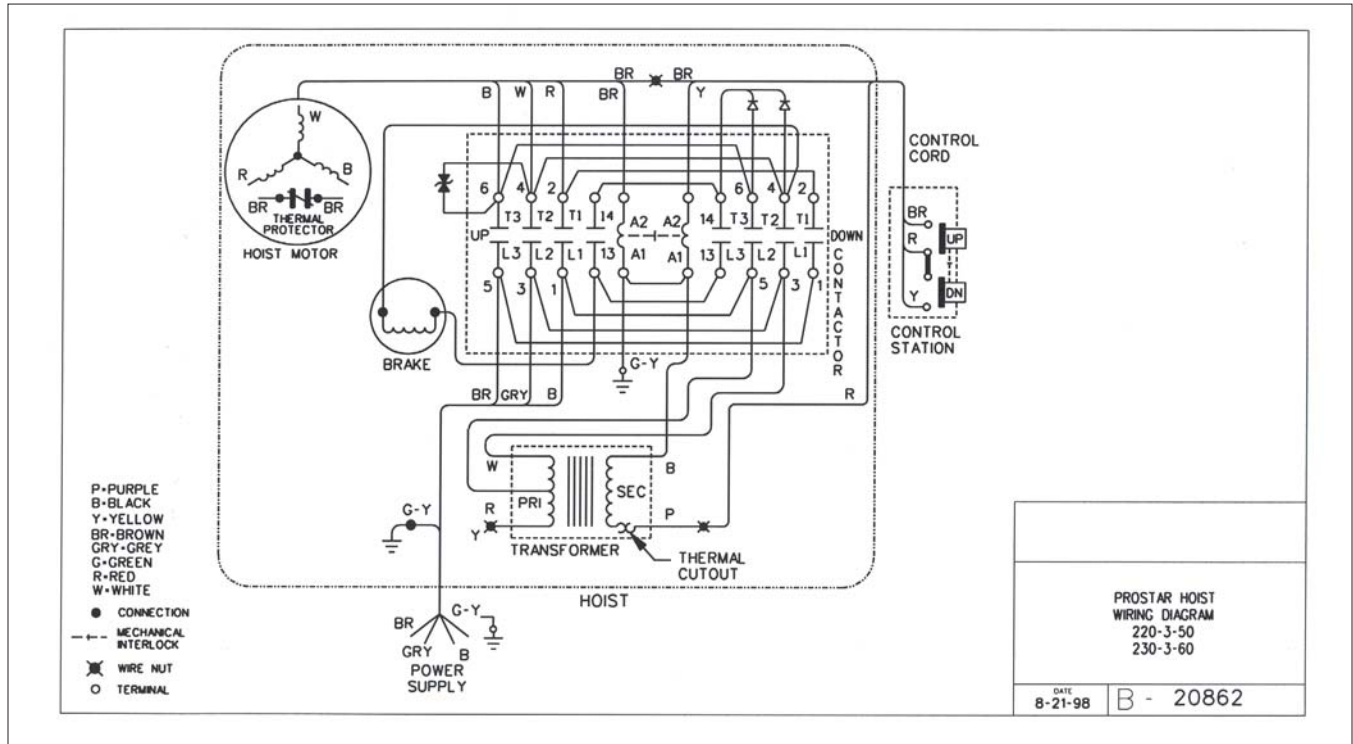 BR BR
B W R BR Y
W
R B
BR BR
THERMAL
PROTECTOR
HOIST MOTOR
CONTROL
CORD
6 4 2 14 A2 A2 14 6 4 2
T3 T2 T1 T3 T2 T1
UP DOWN
L3 L2 L1 13 A1 A1 13 L3 L2 L1
5 3 1 5 3 1
CONTACTOR
BR
R UP
Y DN
CONTROL
STATION
BRAKE
G-Y
BR GRY B R
W B
PRI SEC
R P
Y
TRANSFORMER
THERMAL
CUTOUT
G-Y
HOIST
P-PURPLE
B-BLACK
Y-YELLOW
BR-BROWN
GRY-GREY
G-GREEN
R-RED
W-WHITE
CONNECTION
MECHANICAL
INTERLOCK
WIRE NUT
TERMINAL
BR G-Y
GRY B
POWER
SUPPLY
PROSTAR HOIST
WIRING DIAGRAM
220-3-50
230-3-60
DATE
8-21-98 B - 20862